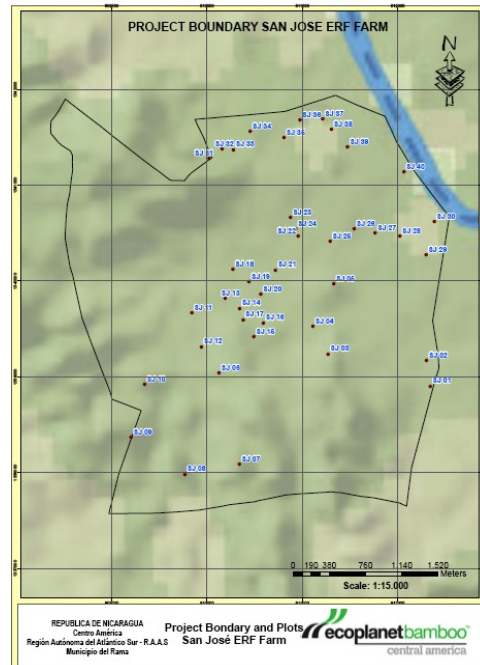 PROJECT BOUNDARY SAN JOSE ERF FARM
N
SJ 36
SJ 37
SJ 34
SJ 38
SJ 35
SJ 39
SJ 32
SJ 33
SJ 31
SJ 40
SJ 23
SJ 30
SJ 24
SJ 22
SJ 26
SJ 27
SJ 28
SJ 25
SJ 29
SJ 18
SJ 21
SJ 19
SJ 05
SJ 20
SJ 13
SJ 14
SJ 11
SJ 17
SJ 16
SJ 04
SJ 15
SJ 12
SJ 03
SJ 02
SJ 06
SJ 10
SJ 01
SJ 09
SJ 07
SJ 08
0 190 380 760 1.140 1.520
Meters
Scale: 1:15.000
REPUBLICA DE NICARAGUA
Centro América
Región Autónoma del Atlántico Sur - R.A.A.S
Municipio del Rama
Project Bondary and Plots
San José ERF Farm
ecoplanetbamboo™
central america